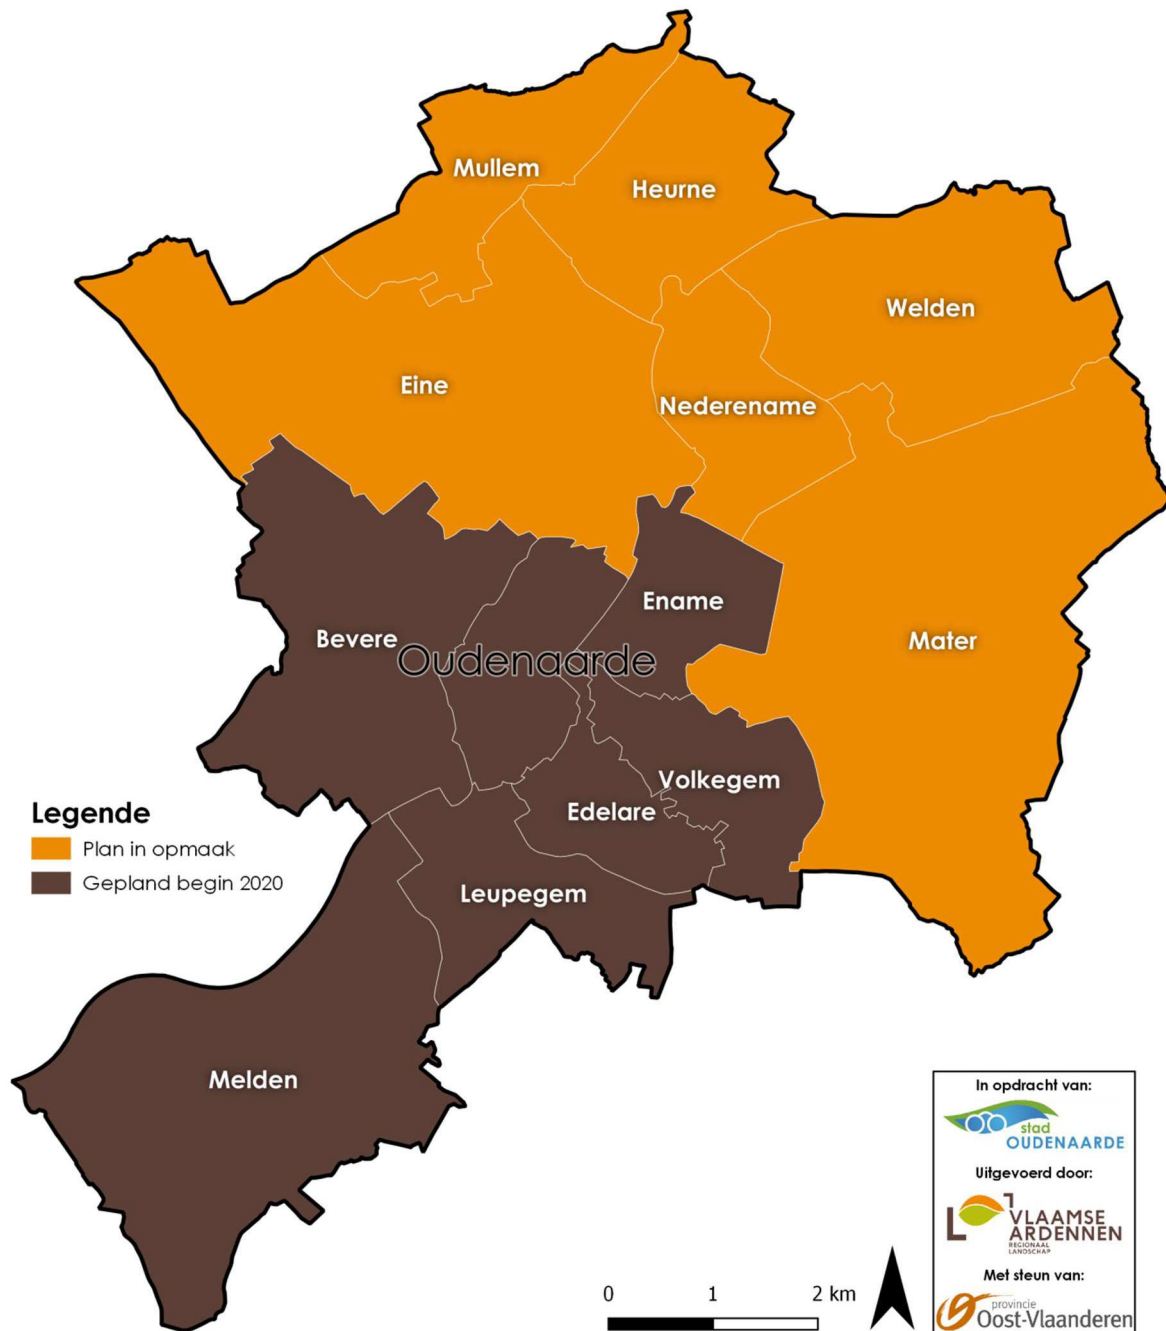 Mullem
Heurne
Welden
Eine
Nederename
Ename
Bevere
Mater
Oudenaarde
Volkegem
Edelare
Legende
Plan in opmaak
Gepland begin 2020
Leupegem
Melden
In opdracht van:
stad
OUDENAARDE
Uitgevoerd door:
VLAAMSE
ARDENNEN
REGIONAAL
LANDSCHAP
Met steun van:
provincie
Oost-Vlaanderen
0 1 2 km